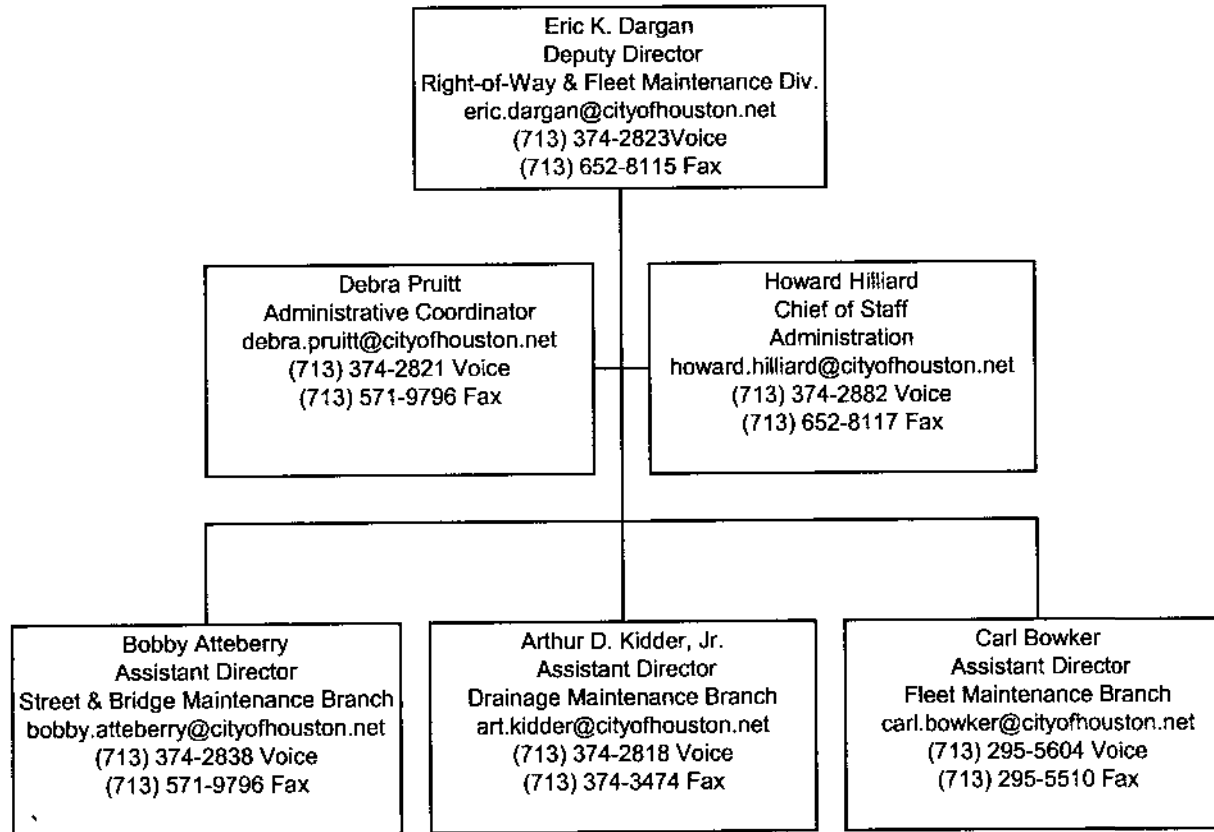 Eric K. Dargan
Deputy Director
Right-of-Way & Fleet Maintenance Div.
eric.dargan@cityofhouston.net
(713) 374-2823Voice
(713) 652-8115 Fax
Debra Pruitt
Administrative Coordinator
debra.pruitt@cityofhouston.net
(713) 374-2821 Voice
(713) 571-9796 Fax
Howard Hilliard
Chief of Staff
Administration
howard.hilliard@cityofhouston.net
(713) 374-2882 Voice
(713) 652-8117 Fax
Bobby Atteberry
Assistant Director
Street & Bridge Maintenance Branch
bobby.atteberry@cityofhouston.net
(713) 374-2838 Voice
(713) 571-9796 Fax
Arthur D. Kidder, Jr.
Assistant Director
Drainage Maintenance Branch
art.kidder@cityofhouston.net
(713) 374-2818 Voice
(713) 374-3474 Fax
Carl Bowker
Assistant Director
Fleet Maintenance Branch
carl.bowker@cityofhouston.net
(713) 295-5604 Voice
(713) 295-5510 Fax